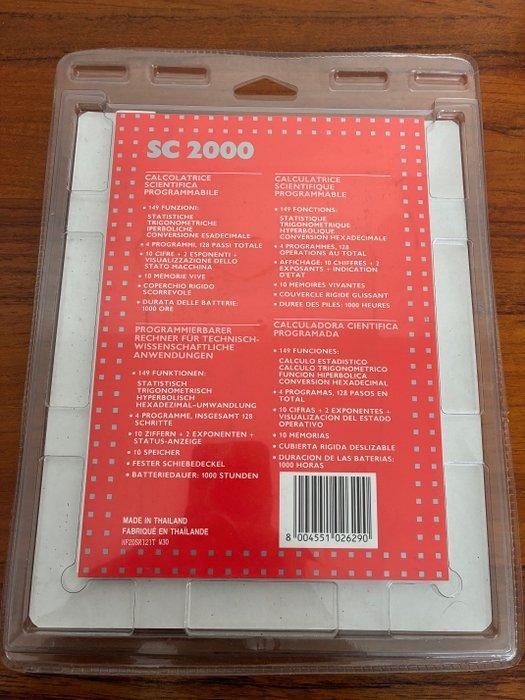 SC 2000
CALCOLATRICE
SCIENTIFICA
PROGRAMMABILE
• 149 FUNZIONI:
STATISTICHE
TRIGONOMETRICHE
IPERBOLICHE
CONVERSIONE ESADECIMALE
• 4 PROGRAMMI, 128 PASSI TOTALE
• 10 CIFRE + 2 ESPONENTI +
VISUALIZZAZIONE DELLO
STATO MACCHINA
• 10 MEMORIE VIVE
• COPERCHIO RIGIDO
SCORREVOLE
• DURATA DELLE BATTERIE:
1000 ORE
CALCULATRICE
SCIENTIFIQUE
PROGRAMMABLE
• 149 FONCTIONS:
STATISTIQUE
TRIGONOMETRIQUE
HYPERBOLIQUE
CONVERSION HEXADECIMALE
• 4 PROGRAMMES, 128
OPERATIONS AU TOTAL
• AFFICHAGE: 10 CHIFFRES + 2
EXPOSANTS + INDICATION
D'ETAT
• 10 MEMOIRES VIVANTES
• COUVERCLE RIGIDE GLISSANT
• DUREE DES PILES: 1000 HEURES
PROGRAMMIERBARER
RECHNER FÜR TECHNISCH-
WISSENSCHAFTLICHE
ANWENDUNGEN
• 149 FUNKTIONEN:
STATISTISCH
TRIGONOMETRISCH
HYPERBOLISCH
HEXADEZIMAL-UMWANDLUNG
• 4 PROGRAMME, INSGESAMT 128
SCHRITTE
• 10 ZIFFERN + 2 EXPONENTEN +
STATUS-ANZEIGE
• 10 SPEICHER
• FESTER SCHIEBEDECKEL
• BATTERIEDAUER: 1000 STUNDEN
CALCULADORA CIENTIFICA
PROGRAMADA
• 149 FUNCIONES:
CALCULO ESTADISTICO
CALCULO TRIGONOMETRICO
FUNCION HIPERBOLICA
CONVERSION HEXADECIMAL
• 4 PROGRAMAS, 128 PASOS EN
TOTAL
• 10 CIFRAS + 2 EXPONENTES +
VISUALIZACION DEL ESTADO
OPERATIVO
• 10 MEMORIAS
• CUBIERTA RIGIDA DESLIZABLE
• DURACION DE LAS BATERIAS:
1000 HORAS
MADE IN THAILAND
FABRIQUÉ EN THAÏLANDE
8 004551 026290